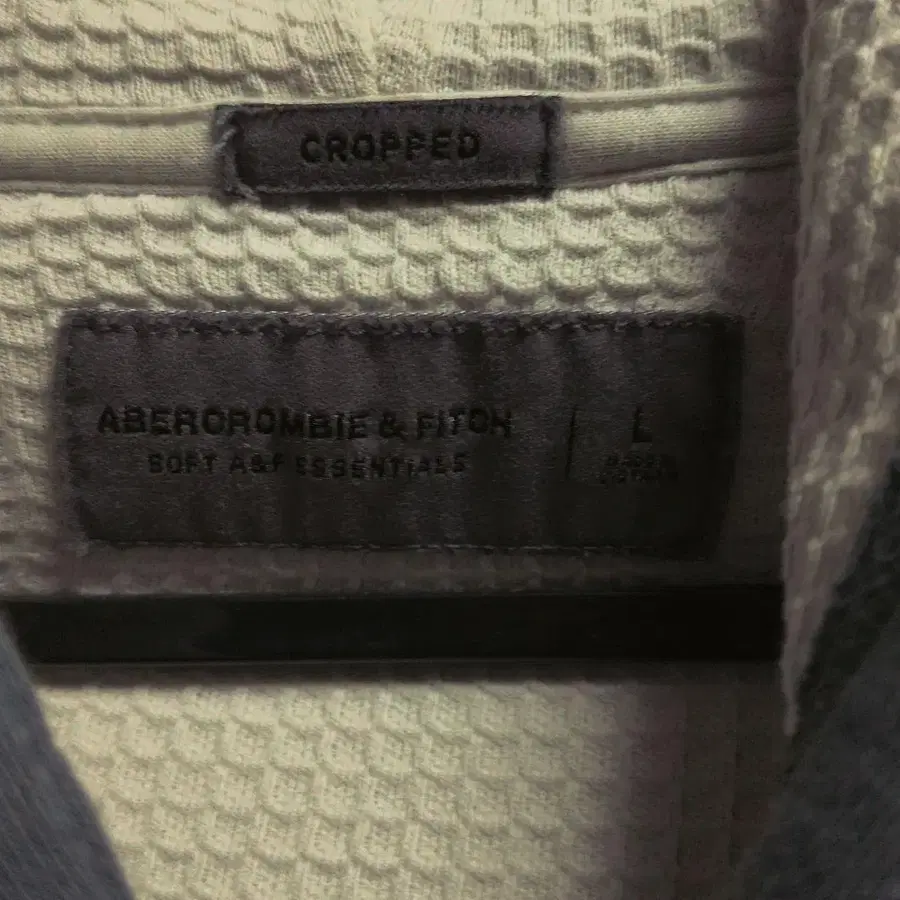 CROPPED
ABERCROMBIE & FITCH
SOFT A&F ESSENTIALS
L